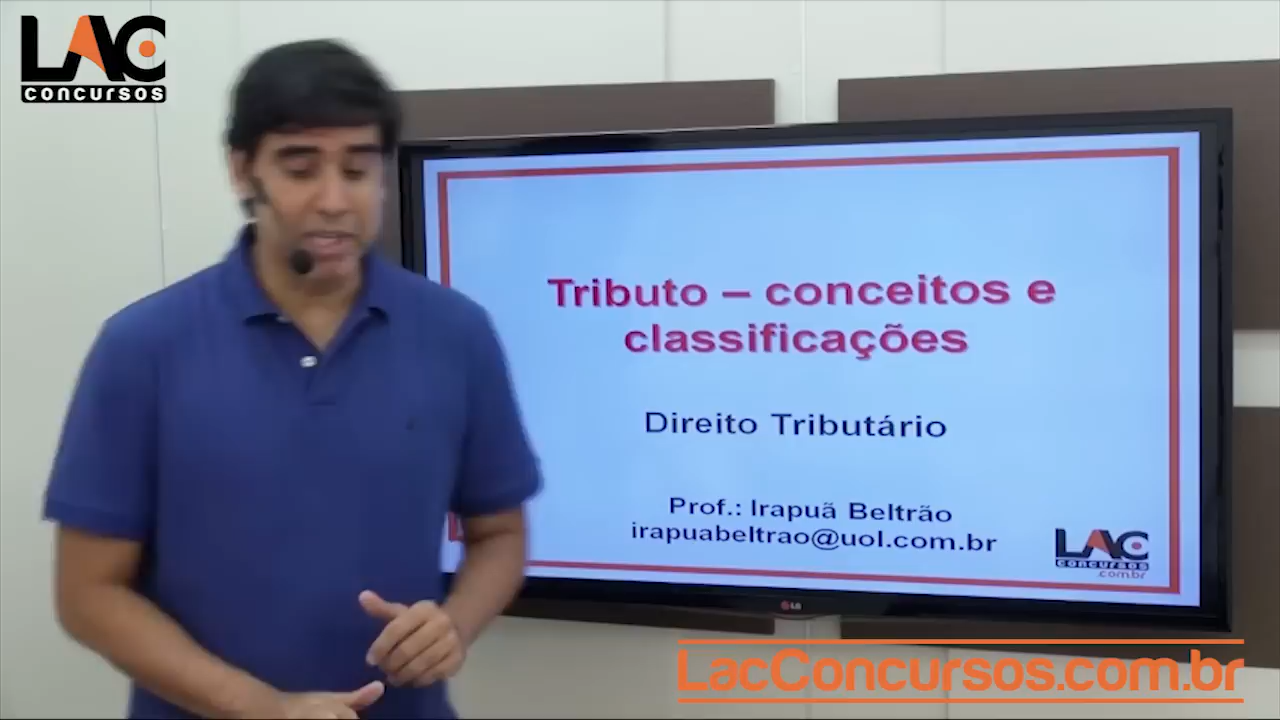 LAC
concursos
Tributo – conceitos e
classificações
Direito Tributário
Prof.: Irapuã Beltrão
irapuabeltrao@uol.com.br
LAC
concursos
.com.br
LG
LacConcursos.com.br